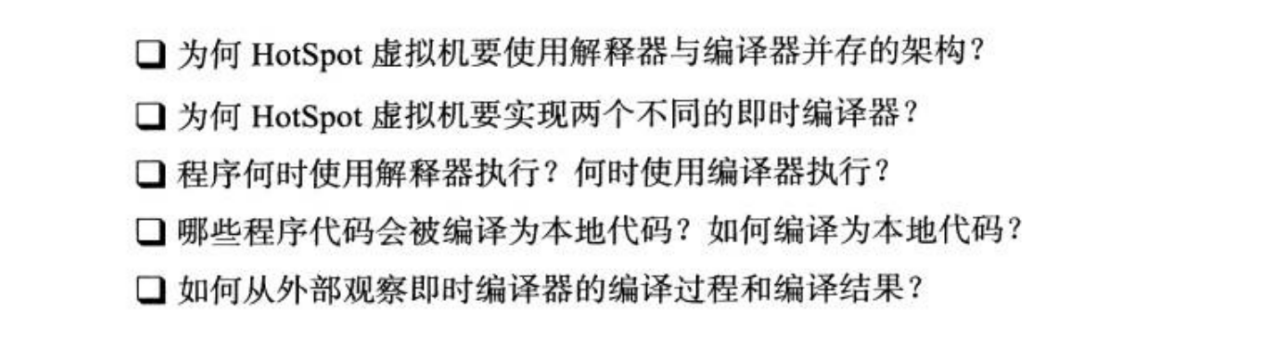 ❑ 为何 HotSpot 虚拟机要使用解释器与编译器并存的架构？
❑ 为何 HotSpot 虚拟机要实现两个不同的即时编译器？
❑ 程序何时使用解释器执行？何时使用编译器执行？
❑ 哪些程序代码会被编译为本地代码？如何编译为本地代码？
❑ 如何从外部观察即时编译器的编译过程和编译结果？